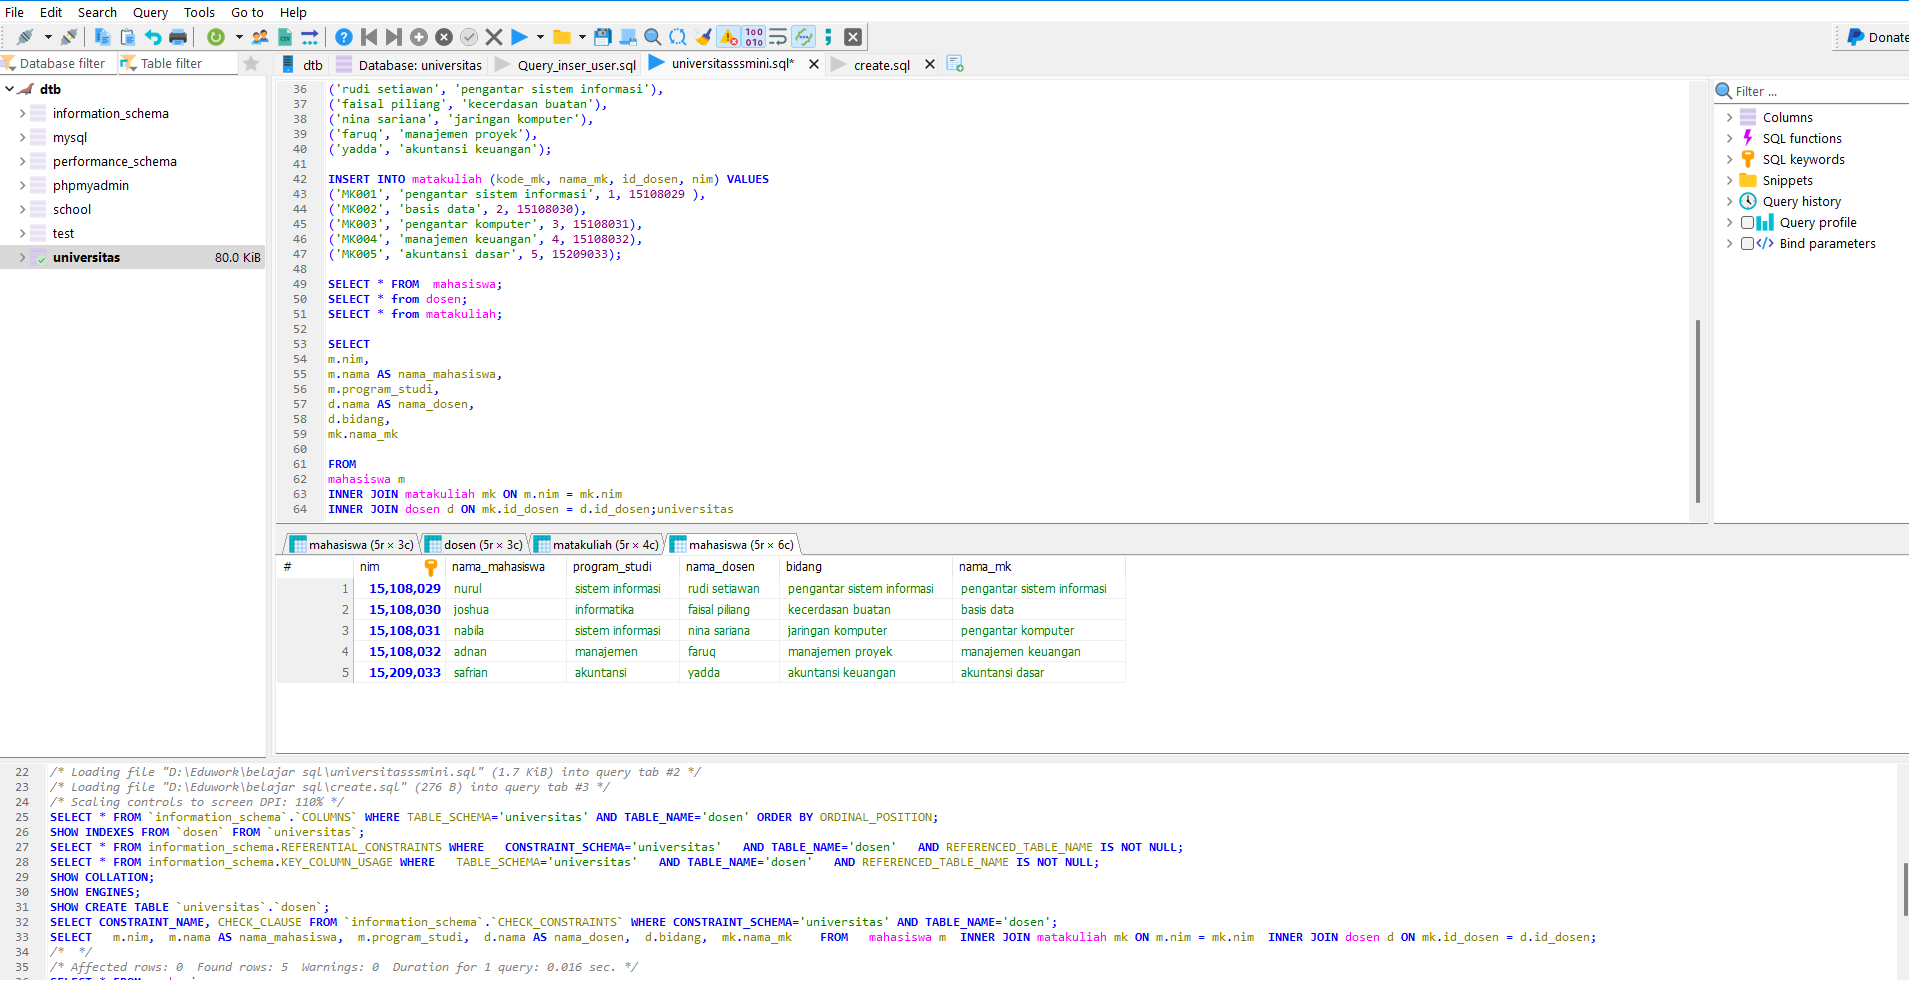 File Edit Search Query Tools Go to Help
Donate
Database filter Table filter
dtb Database: universitas Query_inser_user.sql universitasssmini.sql* create.sql
dtb
information_schema
mysql
performance_schema
phpmyadmin
school
test
universitas 80.0 KiB
36 ('rudi setiawan', 'pengantar sistem informasi'),
37 ('faisal piliang', 'kecerdasan buatan'),
38 ('nina sariana', 'jaringan komputer'),
39 ('faruq', 'manajemen proyek'),
40 ('yadda', 'akuntansi keuangan');
41
42 INSERT INTO matakuliah (kode_mk, nama_mk, id_dosen, nim) VALUES
43 ('MK001', 'pengantar sistem informasi', 1, 15108029 ),
44 ('MK002', 'basis data', 2, 15108030),
45 ('MK003', 'pengantar komputer', 3, 15108031),
46 ('MK004', 'manajemen keuangan', 4, 15108032),
47 ('MK005', 'akuntansi dasar', 5, 15209033);
48
49 SELECT * FROM  mahasiswa;
50 SELECT * from dosen;
51 SELECT * from matakuliah;
52
53 SELECT
54 m.nim,
55 m.nama AS nama_mahasiswa,
56 m.program_studi,
57 d.nama AS nama_dosen,
58 d.bidang,
59 mk.nama_mk
60
61 FROM
62 mahasiswa m
63 INNER JOIN matakuliah mk ON m.nim = mk.nim
64 INNER JOIN dosen d ON mk.id_dosen = d.id_dosen;universitas
Filter ...
Columns
SQL functions
SQL keywords
Snippets
Query history
Query profile
Bind parameters
mahasiswa (5r × 3c) dosen (5r × 3c) matakuliah (5r × 4c) mahasiswa (5r × 6c)
# nim nama_mahasiswa program_studi nama_dosen bidang nama_mk
1 15,108,029 nurul sistem informasi rudi setiawan pengantar sistem informasi pengantar sistem informasi
2 15,108,030 joshua informatika faisal piliang kecerdasan buatan basis data
3 15,108,031 nabila sistem informasi nina sariana jaringan komputer pengantar komputer
4 15,108,032 adnan manajemen faruq manajemen proyek manajemen keuangan
5 15,209,033 safrian akuntansi yadda akuntansi keuangan akuntansi dasar
22 /* Loading file "D:\Eduwork\belajar sql\universitasssmini.sql" (1.7 KiB) into query tab #2 */
23 /* Loading file "D:\Eduwork\belajar sql\create.sql" (276 B) into query tab #3 */
24 /* Scaling controls to screen DPI: 110% */
25 SELECT * FROM `information_schema`.`COLUMNS` WHERE TABLE_SCHEMA='universitas' AND TABLE_NAME='dosen' ORDER BY ORDINAL_POSITION;
26 SHOW INDEXES FROM `dosen` FROM `universitas`;
27 SELECT * FROM information_schema.REFERENTIAL_CONSTRAINTS WHERE   CONSTRAINT_SCHEMA='universitas'   AND TABLE_NAME='dosen'   AND REFERENCED_TABLE_NAME IS NOT NULL;
28 SELECT * FROM information_schema.KEY_COLUMN_USAGE WHERE   TABLE_SCHEMA='universitas'   AND TABLE_NAME='dosen'   AND REFERENCED_TABLE_NAME IS NOT NULL;
29 SHOW COLLATION;
30 SHOW ENGINES;
31 SHOW CREATE TABLE `universitas`.`dosen`;
32 SELECT CONSTRAINT_NAME, CHECK_CLAUSE FROM `information_schema`.`CHECK_CONSTRAINTS` WHERE CONSTRAINT_SCHEMA='universitas' AND TABLE_NAME='dosen';
33 SELECT   m.nim,  m.nama AS nama_mahasiswa,  m.program_studi,  d.nama AS nama_dosen,  d.bidang,  mk.nama_mk    FROM   mahasiswa m  INNER JOIN matakuliah mk ON m.nim = mk.nim  INNER JOIN dosen d ON mk.id_dosen = d.id_dosen;
34 /*  */
35 /* Affected rows: 0  Found rows: 5  Warnings: 0  Duration for 1 query: 0.016 sec. */